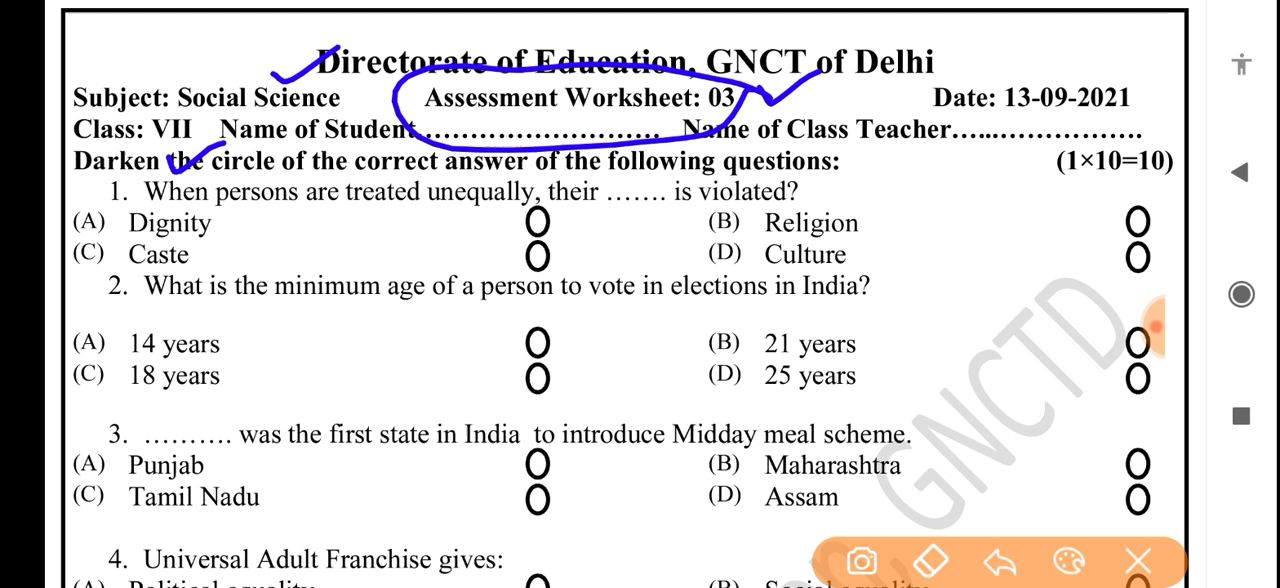 Directorate of Education, GNCT of Delhi
Subject: Social Science Assessment Worksheet: 03 Date: 13-09-2021
Class: VII Name of Student............................ Name of Class Teacher.........................
Darken the circle of the correct answer of the following questions: (1×10=10)
1. When persons are treated unequally, their ....... is violated?
(A) Dignity (B) Religion
(C) Caste (D) Culture
2. What is the minimum age of a person to vote in elections in India?
(A) 14 years (B) 21 years
(C) 18 years (D) 25 years
3. .......... was the first state in India to introduce Midday meal scheme.
(A) Punjab (B) Maharashtra
(C) Tamil Nadu (D) Assam
4. Universal Adult Franchise gives:
(A) Political equality (B) Social equality
GNCTD